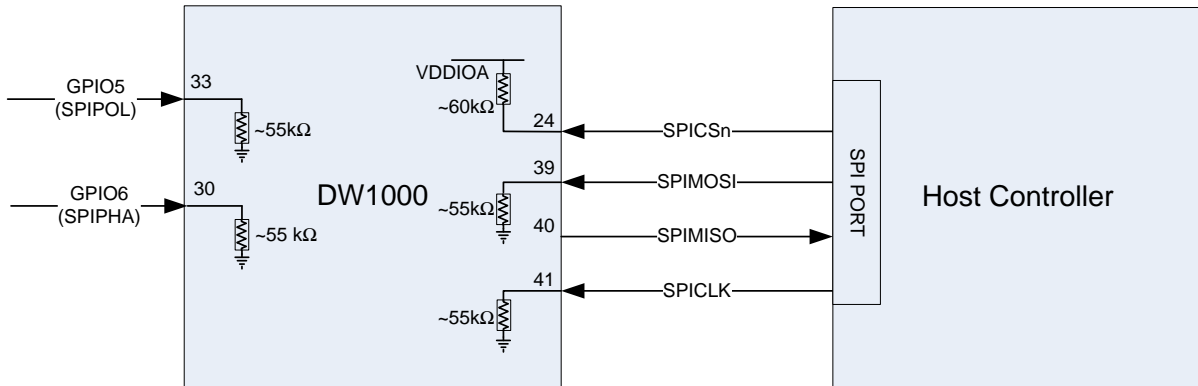 GPIO5
(SPIPOL)
33
~55kΩ
GPIO6
(SPIPHA)
30
~55 kΩ
DW1000
VDDIOA
~60kΩ
24
39
~55kΩ
40
41
~55kΩ
SPICSn
SPIMOSI
SPIMISO
SPICLK
SPI PORT
Host Controller